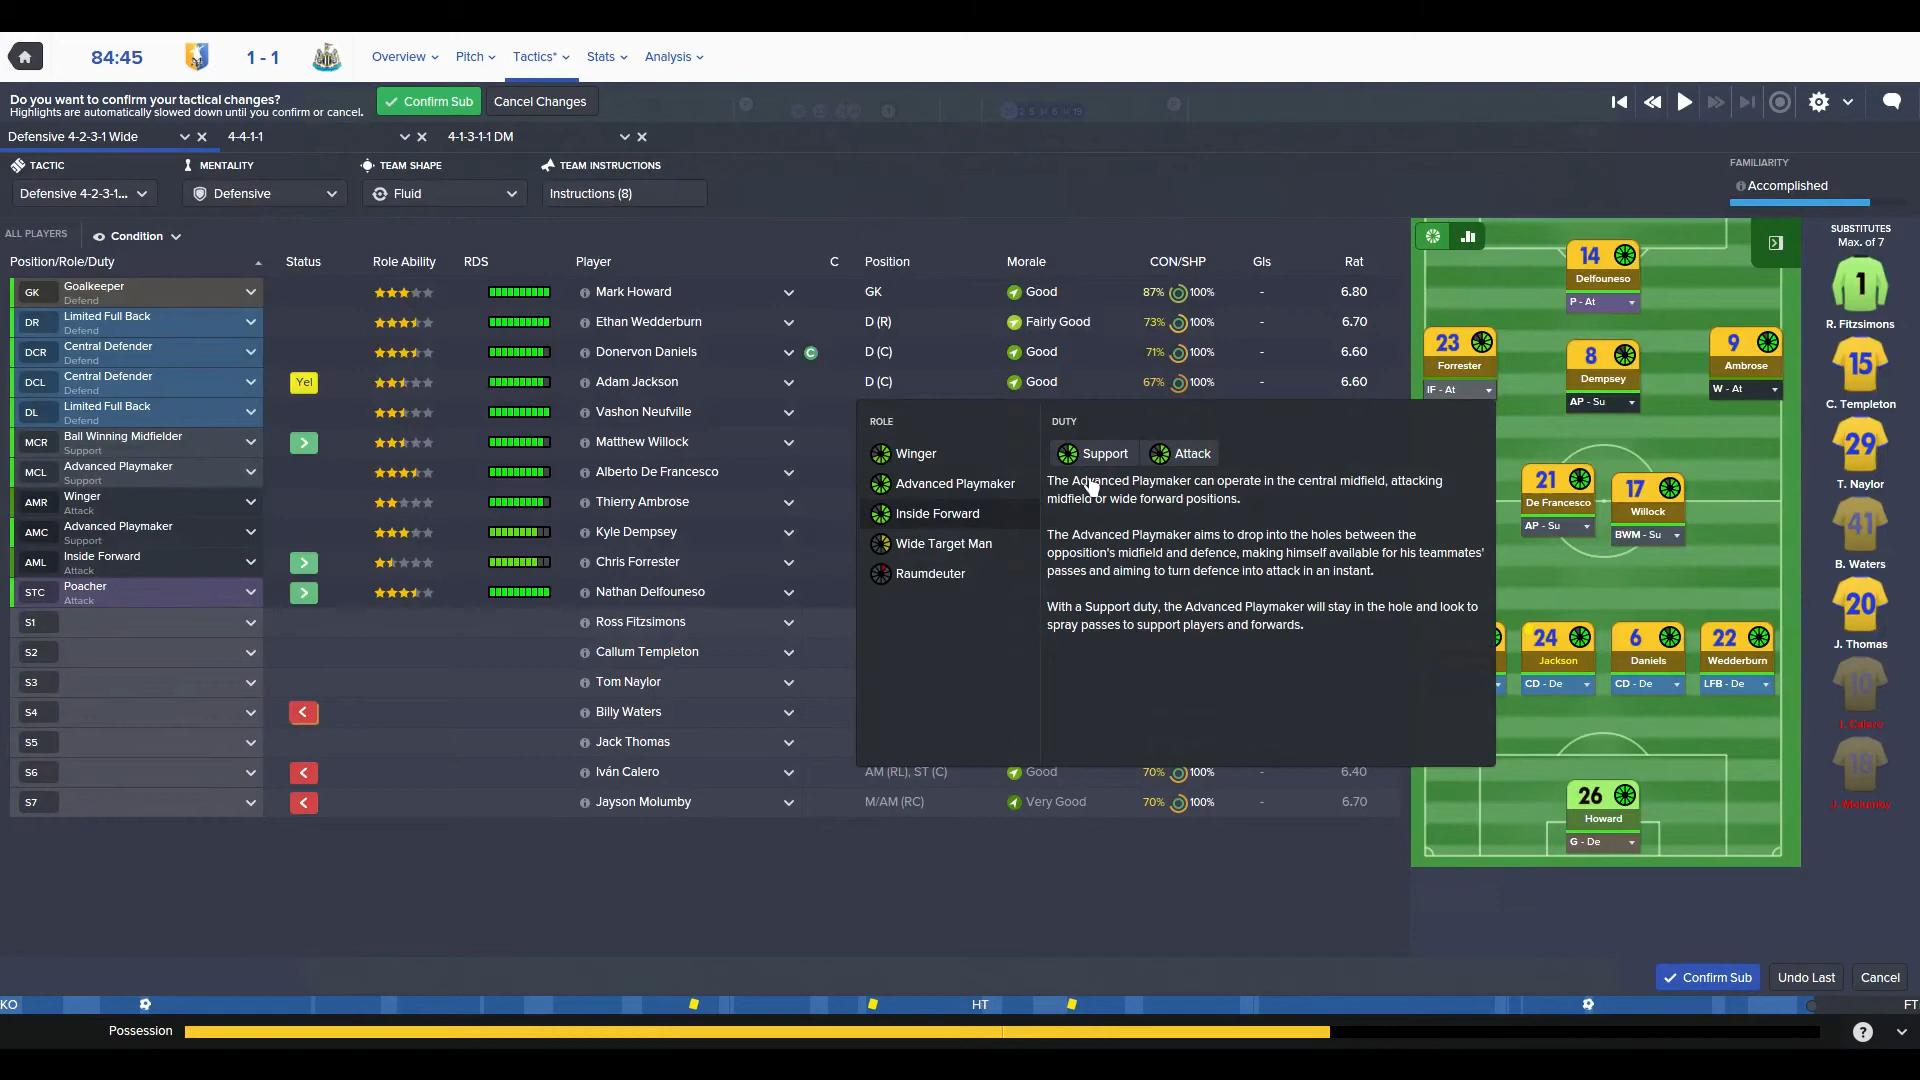 84:45
1 - 1
Overview
Pitch
Tactics*
Stats
Analysis
Do you want to confirm your tactical changes?
Highlights are automatically slowed down until you confirm or cancel.
Confirm Sub
Cancel Changes
Defensive 4-2-3-1 Wide
4-4-1-1
4-1-3-1-1 DM
TACTIC
MENTALITY
TEAM SHAPE
TEAM INSTRUCTIONS
FAMILIARITY
Defensive 4-2-3-1...
Defensive
Fluid
Instructions (8)
Accomplished
ALL PLAYERS
Condition
Position/Role/Duty
Status
Role Ability
RDS
Player
C
Position
Morale
CON/SHP
Gls
Rat
GK Goalkeeper Defend Mark Howard GK Good 87% 100% - 6.80
DR Limited Full Back Defend Ethan Wedderburn D (R) Fairly Good 73% 100% - 6.70
DCR Central Defender Defend Donervon Daniels C D (C) Good 71% 100% - 6.60
DCL Central Defender Defend Yel Adam Jackson D (C) Good 67% 100% - 6.60
DL Limited Full Back Defend Vashon Neufville
MCR Ball Winning Midfielder Support Matthew Willock
MCL Advanced Playmaker Support Alberto De Francesco
AMR Winger Attack Thierry Ambrose
AMC Advanced Playmaker Support Kyle Dempsey
AML Inside Forward Attack Chris Forrester
STC Poacher Attack Nathan Delfouneso
S1 Ross Fitzsimons
S2 Callum Templeton
S3 Tom Naylor
S4 Billy Waters
S5 Jack Thomas
S6 Iván Calero AM (RL), ST (C) Good 70% 100% - 6.40
S7 Jayson Molumby M/AM (RC) Very Good 70% 100% - 6.70
ROLE
Winger
Advanced Playmaker
Inside Forward
Wide Target Man
Raumdeuter
DUTY
Support
Attack
The Advanced Playmaker can operate in the central midfield, attacking
midfield or wide forward positions.
The Advanced Playmaker aims to drop into the holes between the
opposition's midfield and defence, making himself available for his teammates'
passes and aiming to turn defence into attack in an instant.
With a Support duty, the Advanced Playmaker will stay in the hole and look to
spray passes to support players and forwards.
14
Delfouneso
P - At
23
Forrester
IF - At
8
Dempsey
AP - Su
9
Ambrose
W - At
21
De Francesco
AP - Su
17
Willock
BWM - Su
24
Jackson
CD - De
6
Daniels
CD - De
22
Wedderburn
LFB - De
26
Howard
G - De
SUBSTITUTES
Max. of 7
1
R. Fitzsimons
15
C. Templeton
29
T. Naylor
41
B. Waters
20
J. Thomas
10
I. Calero
18
J. Molumby
Confirm Sub
Undo Last
Cancel
KO
HT
FT
Possession
?